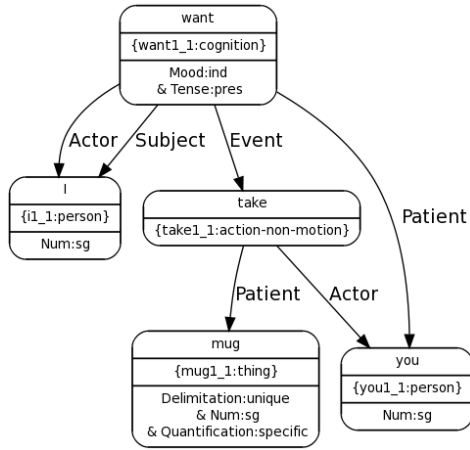 want
{want1_1:cognition}
Mood:ind
& Tense:pres
Actor
Subject
Event
Patient
I
{i1_1:person}
Num:sg
take
{take1_1:action-non-motion}
Patient
Actor
mug
{mug1_1:thing}
Delimitation:unique
& Num:sg
& Quantification:specific
you
{you1_1:person}
Num:sg